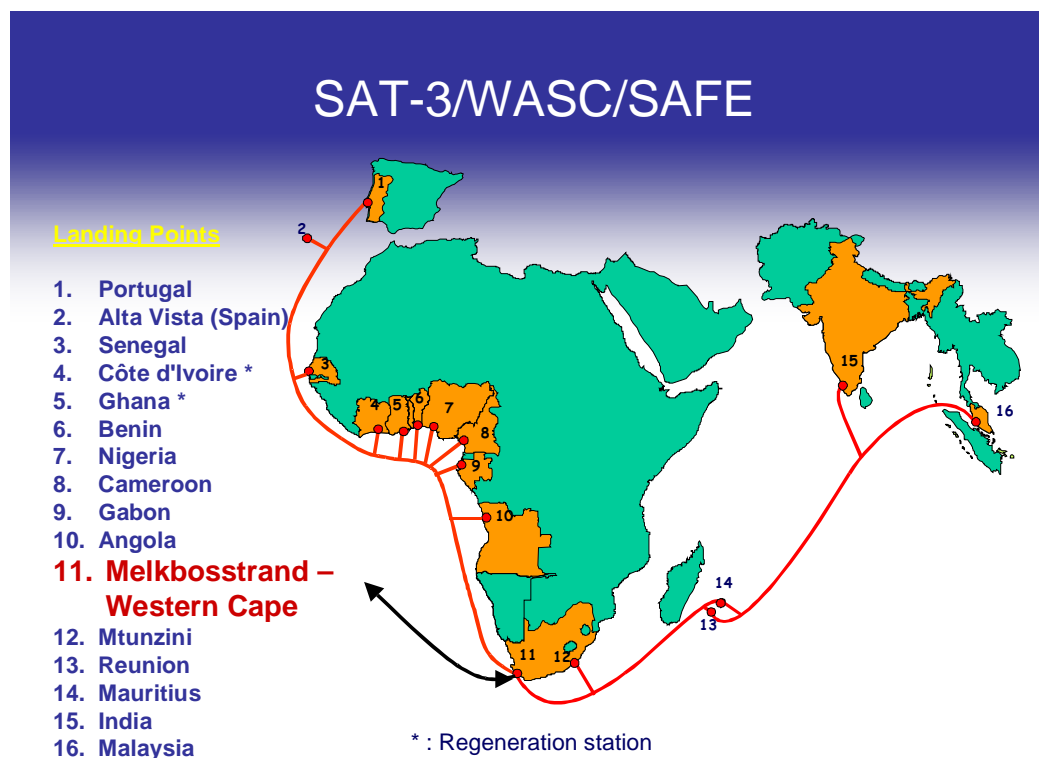 SAT-3/WASC/SAFE
Landing Points
1. Portugal
2. Alta Vista (Spain)
3. Senegal
4. Côte d'Ivoire *
5. Ghana *
6. Benin
7. Nigeria
8. Cameroon
9. Gabon
10. Angola
11. Melkbosstrand –
Western Cape
12. Mtunzini
13. Reunion
14. Mauritius
15. India
16. Malaysia
1
2
3
4
5
6
7
8
9
10
11
12
13
14
15
16
* : Regeneration station